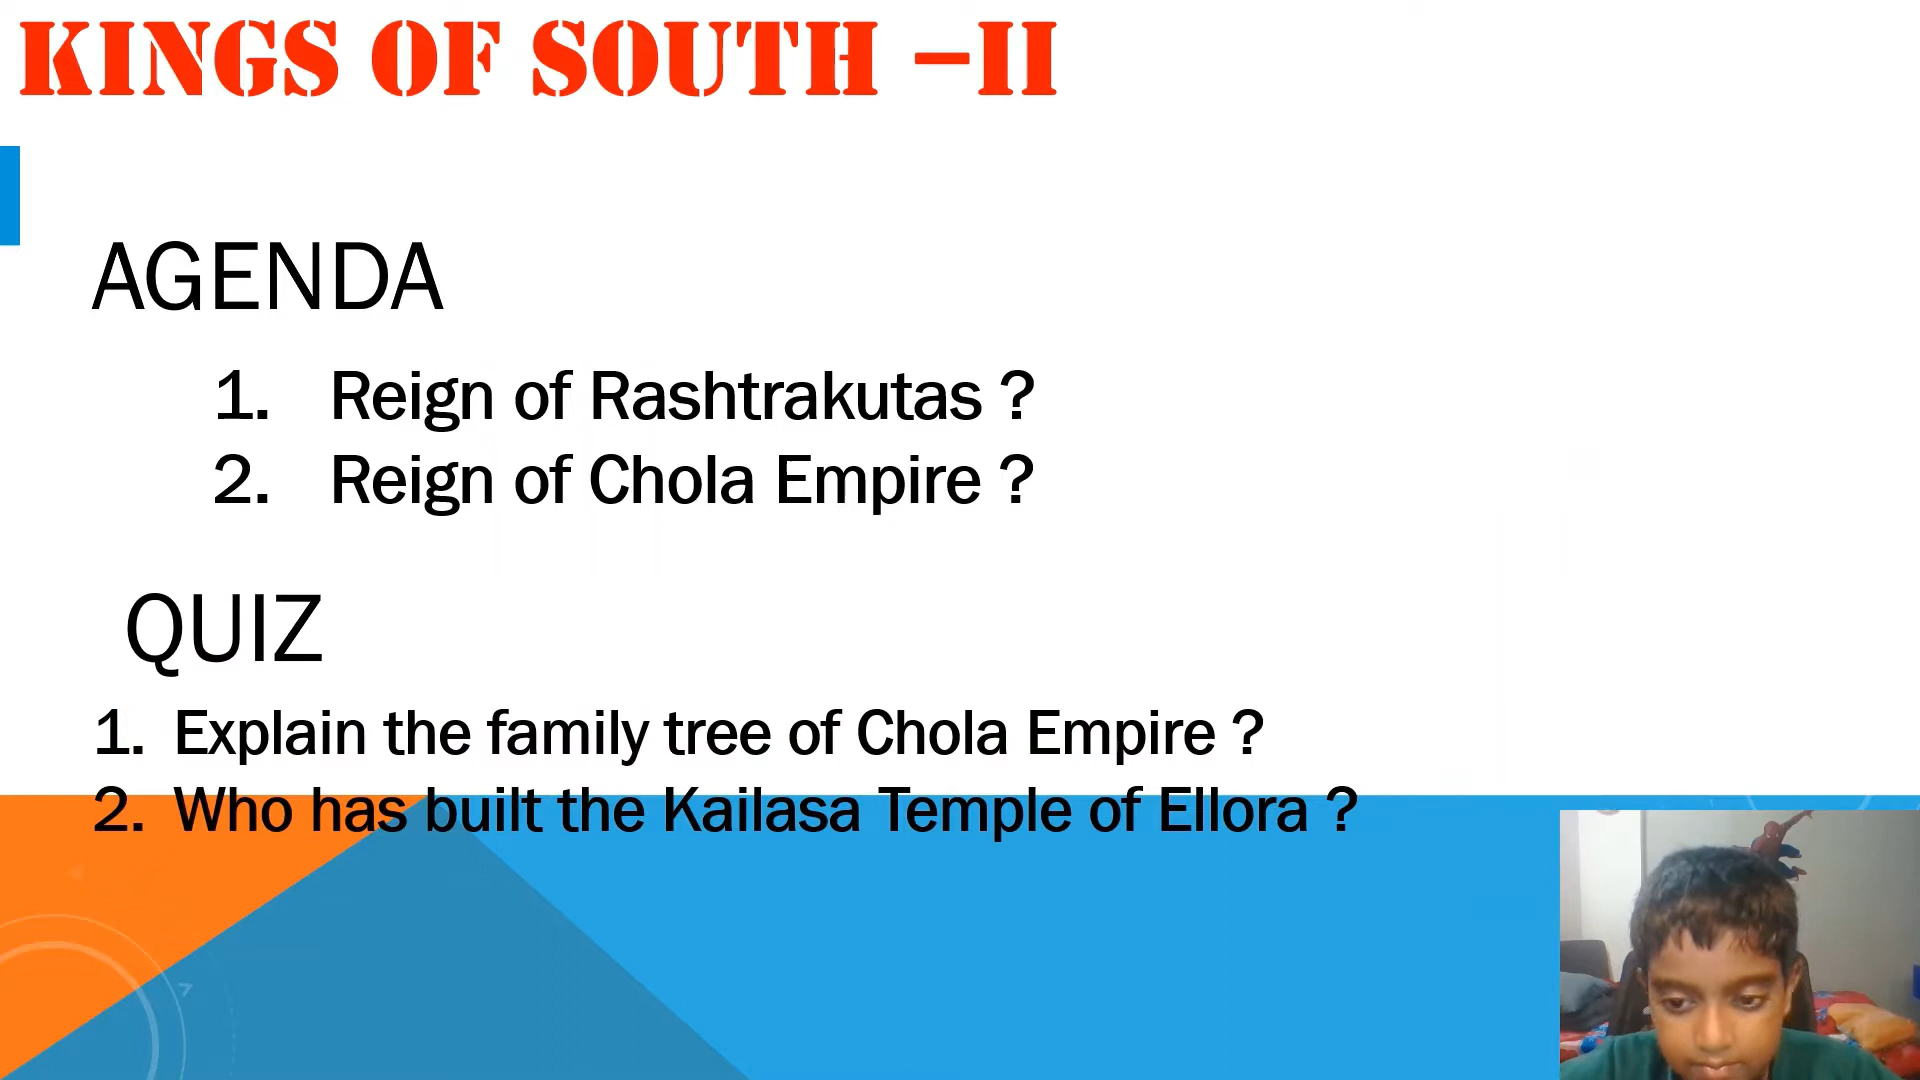 KINGS OF SOUTH –II
AGENDA
1. Reign of Rashtrakutas ?
2. Reign of Chola Empire ?
QUIZ
1. Explain the family tree of Chola Empire ?
2. Who has built the Kailasa Temple of Ellora ?